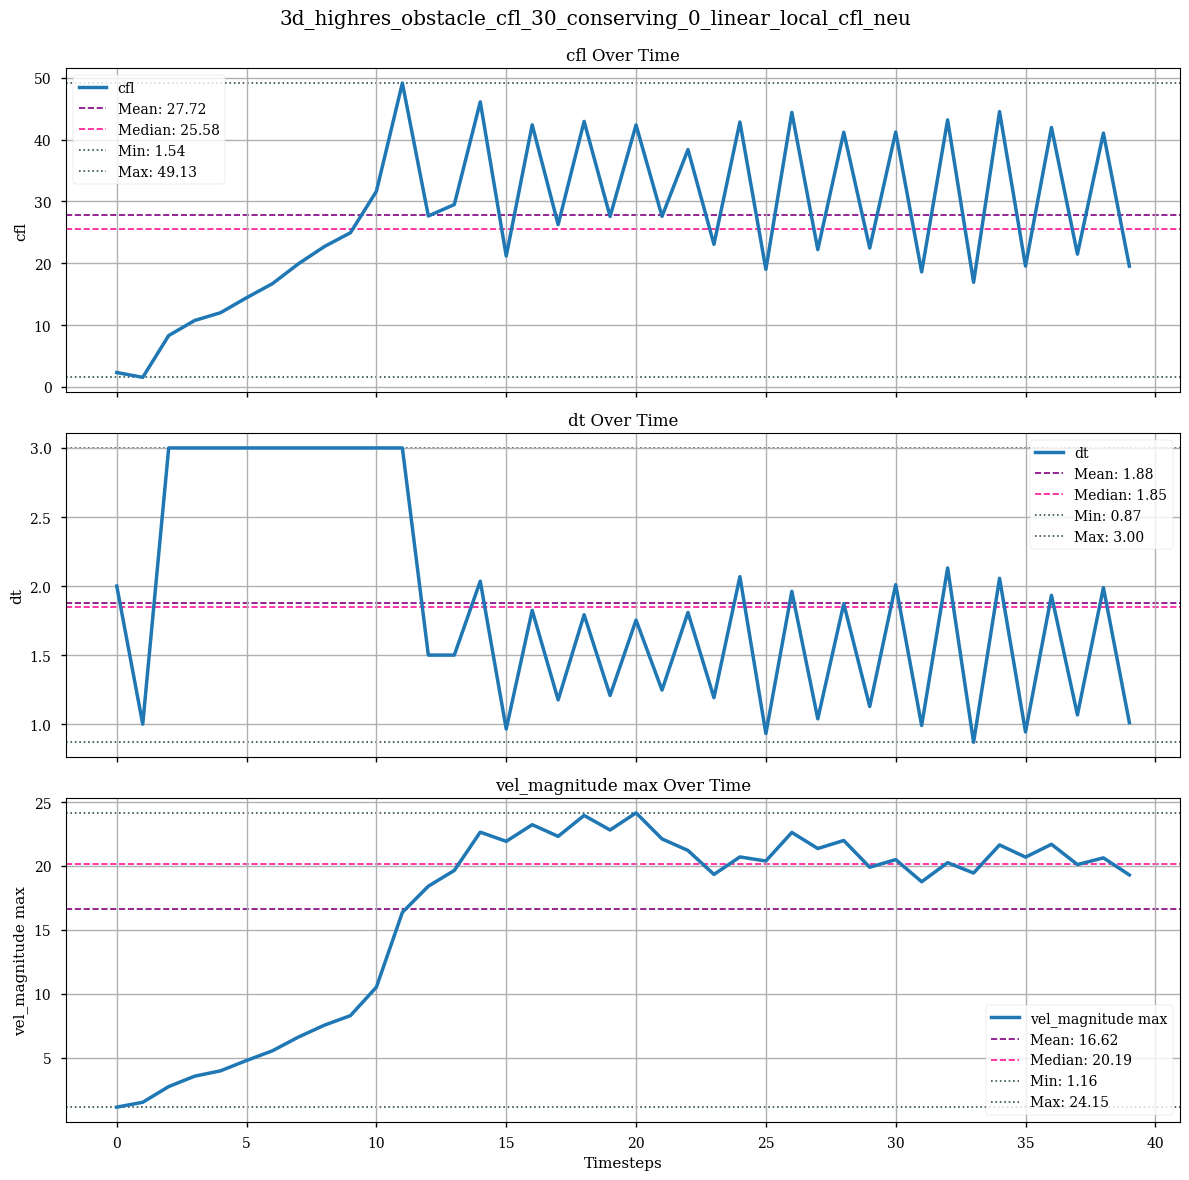 3d_highres_obstacle_cfl_30_conserving_0_linear_local_cfl_neu
cfl Over Time
50
40
30
20
10
0
cfl
cfl
Mean: 27.72
Median: 25.58
Min: 1.54
Max: 49.13
dt Over Time
3.0
2.5
2.0
1.5
1.0
dt
dt
Mean: 1.88
Median: 1.85
Min: 0.87
Max: 3.00
vel_magnitude max Over Time
25
20
15
10
5
vel_magnitude max
vel_magnitude max
Mean: 16.62
Median: 20.19
Min: 1.16
Max: 24.15
0 5 10 15 20 25 30 35 40
Timesteps